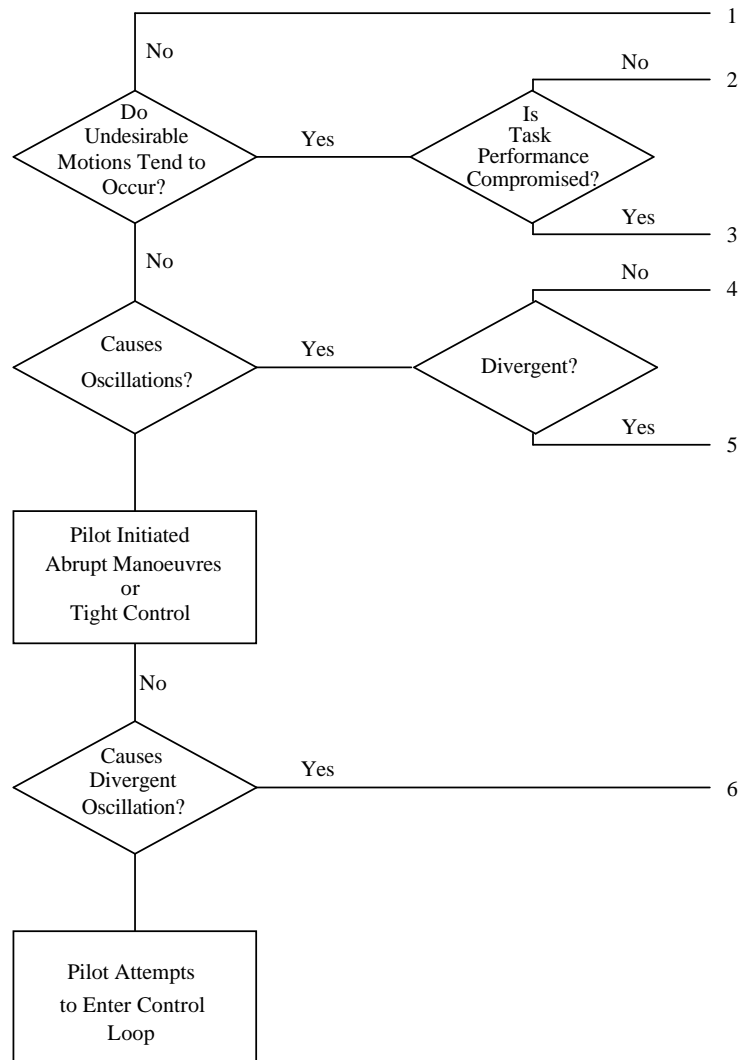 1
No
No
2
Do
Undesirable
Motions Tend to
Occur?
Yes
Is
Task
Performance
Compromised?
Yes
3
No
No
4
Causes
Oscillations?
Yes
Divergent?
Yes
5
Pilot Initiated
Abrupt Manoeuvres
or
Tight Control
No
Causes
Divergent
Oscillation?
Yes
6
Pilot Attempts
to Enter Control
Loop